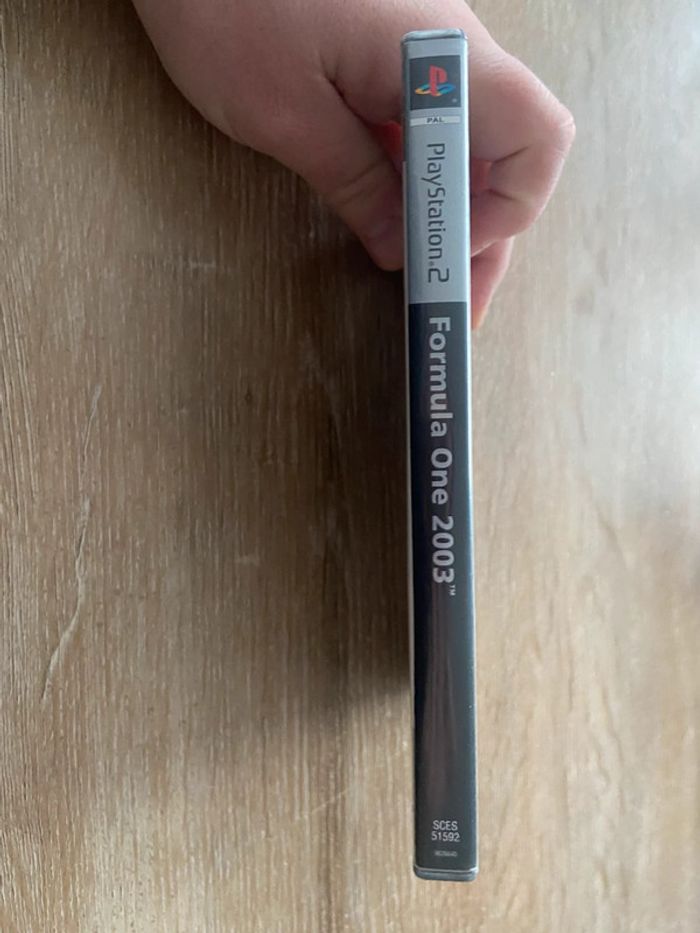 PAL
PlayStation®2
Formula One 2003™
SCES
51592